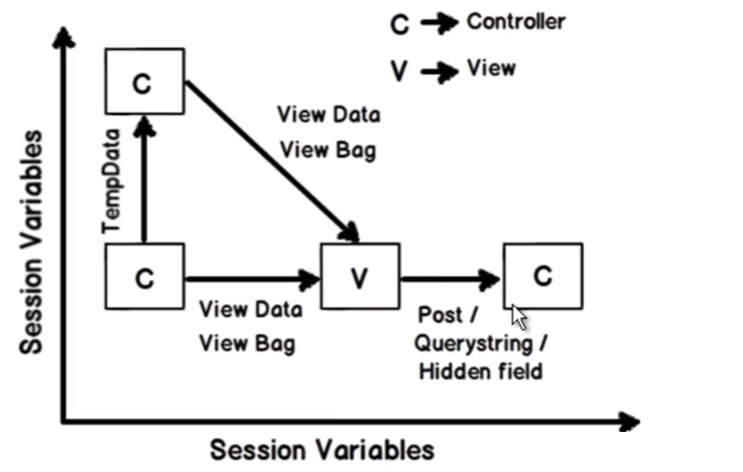 C → Controller
V → View
C
View Data
View Bag
TempData
Session Variables
C
V
C
View Data
View Bag
Post /
Querystring /
Hidden field
Session Variables